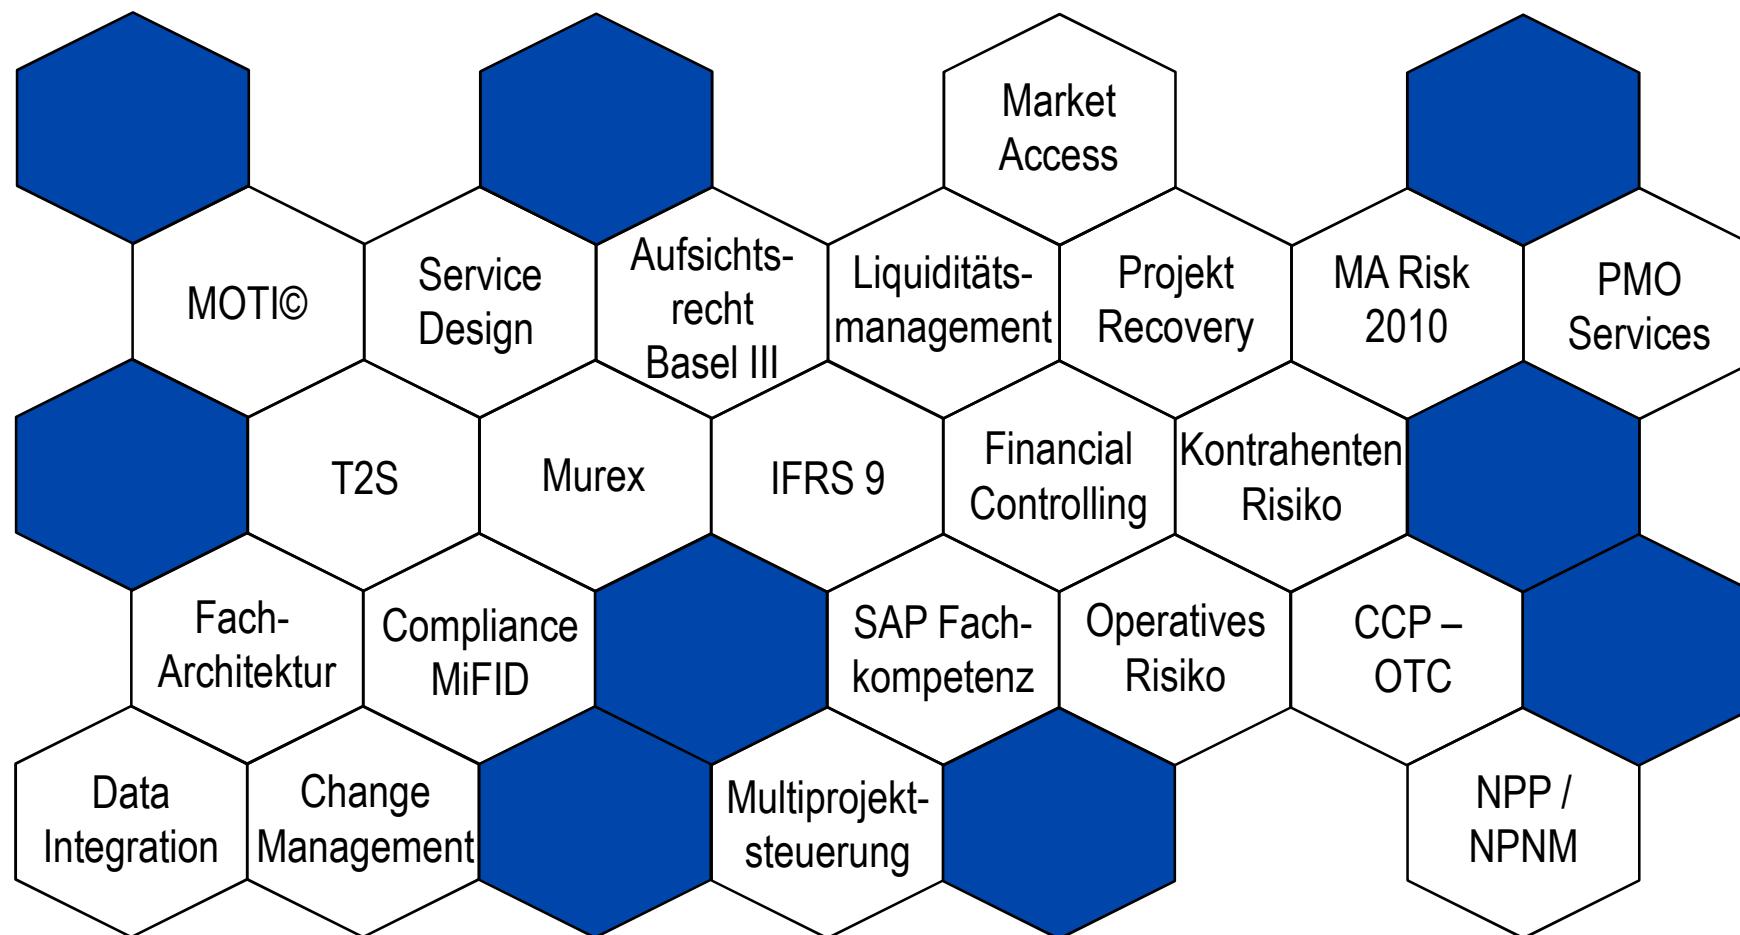 Market
Access
MOTI©
Service
Design
Aufsichts-
recht
Basel III
Liquiditäts-
management
Projekt
Recovery
MA Risk
2010
PMO
Services
T2S
Murex
IFRS 9
Financial
Controlling
Kontrahenten
Risiko
Fach-
Architektur
Compliance
MiFID
SAP Fach-
kompetenz
Operatives
Risiko
CCP –
OTC
Data
Integration
Change
Management
Multiprojekt-
steuerung
NPP /
NPNM